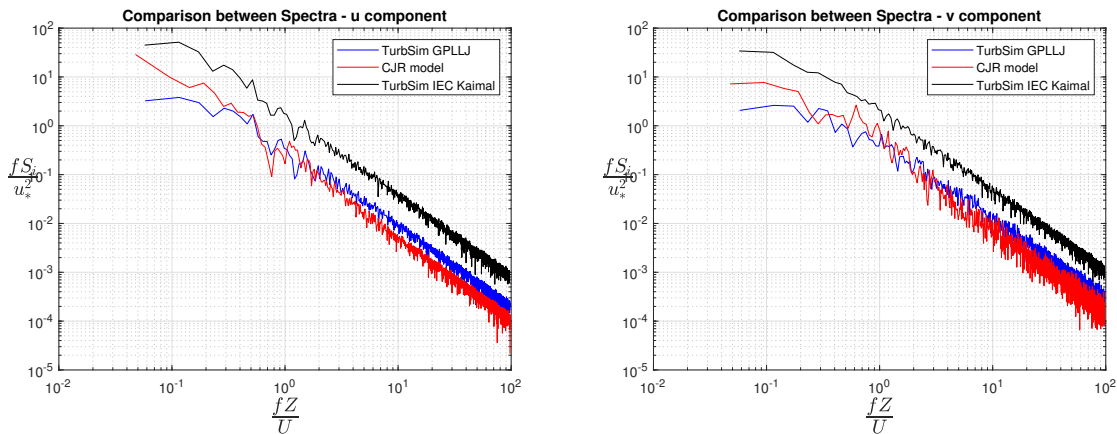 Comparison between Spectra - u component
TurbSim GPLLJ
CJR model
TurbSim IEC Kaimal
10^2
10^1
10^0
10^-1
10^-2
10^-3
10^-4
10^-5
fS_i
u_*^2
10^-2
10^-1
10^0
10^1
10^2
fZ
U
Comparison between Spectra - v component
TurbSim GPLLJ
CJR model
TurbSim IEC Kaimal
10^2
10^1
10^0
10^-1
10^-2
10^-3
10^-4
10^-5
fS_i
u_*^2
10^-2
10^-1
10^0
10^1
10^2
fZ
U